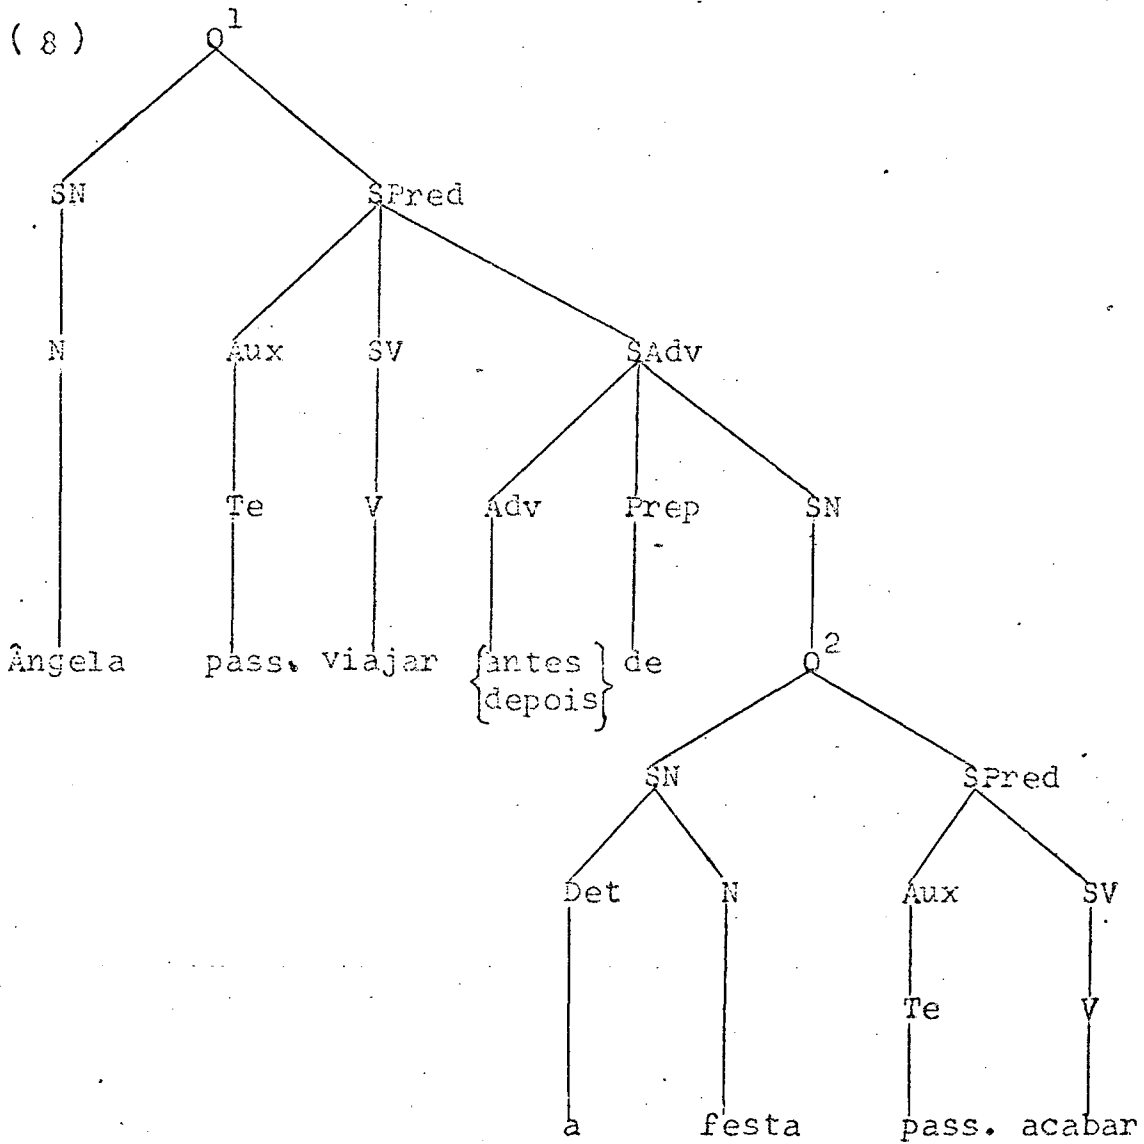 ( 8 ) O1
SN SPred
N Aux SV SAdv
Te V Adv Prep SN
Ângela pass. viajar {antes} de O2
{depois}
SN SPred
Det N Aux SV
Te V
a festa pass. acabar